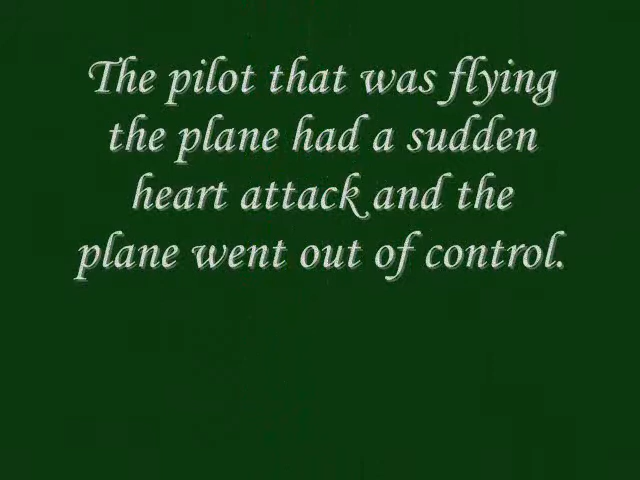 The pilot that was flying
the plane had a sudden
heart attack and the
plane went out of control.